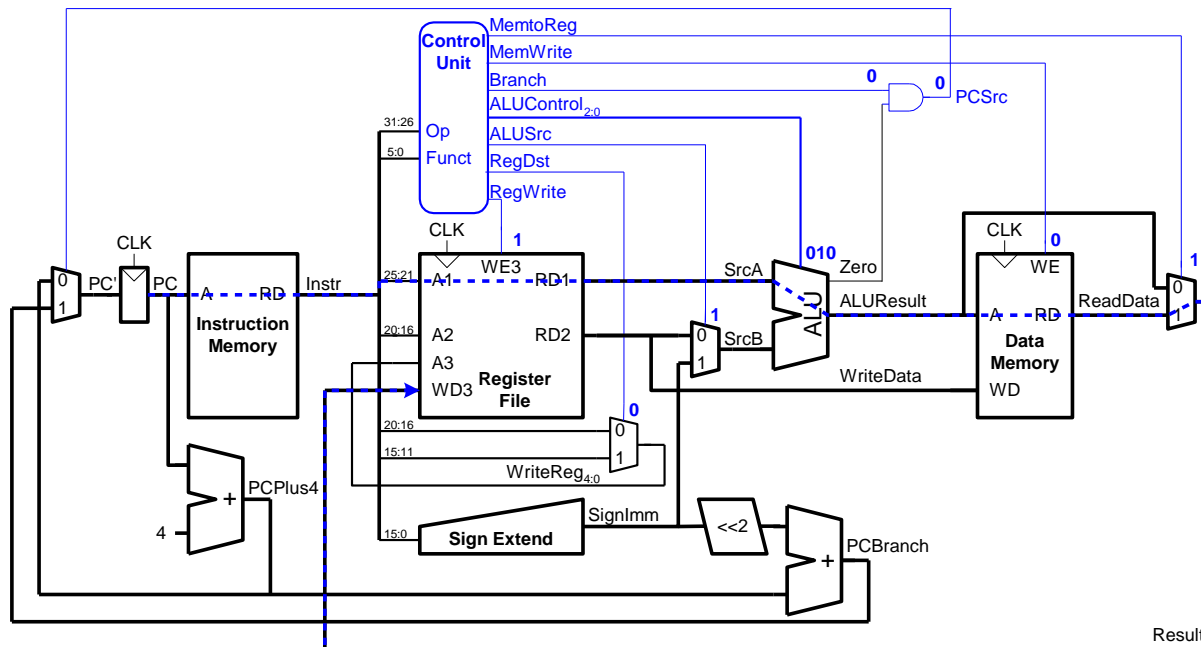 MemtoReg
Control
Unit
MemWrite
Branch
0
0
PCSrc
ALUControl2:0
31:26
Op
ALUSrc
5:0
Funct
RegDst
RegWrite
CLK
CLK
CLK
1
010
0
1
0
1
PC'
PC
A
RD
Instr
Instruction
Memory
25:21
A1
WE3
RD1
SrcA
Zero
ALU
ALUResult
WE
A
RD
ReadData
0
1
Data
Memory
20:16
A2
RD2
1
0
1
SrcB
A3
WD3
Register
File
WriteData
WD
0
20:16
0
15:11
1
WriteReg4:0
PCPlus4
+
4
SignImm
15:0
Sign Extend
<<2
+
PCBranch
Result